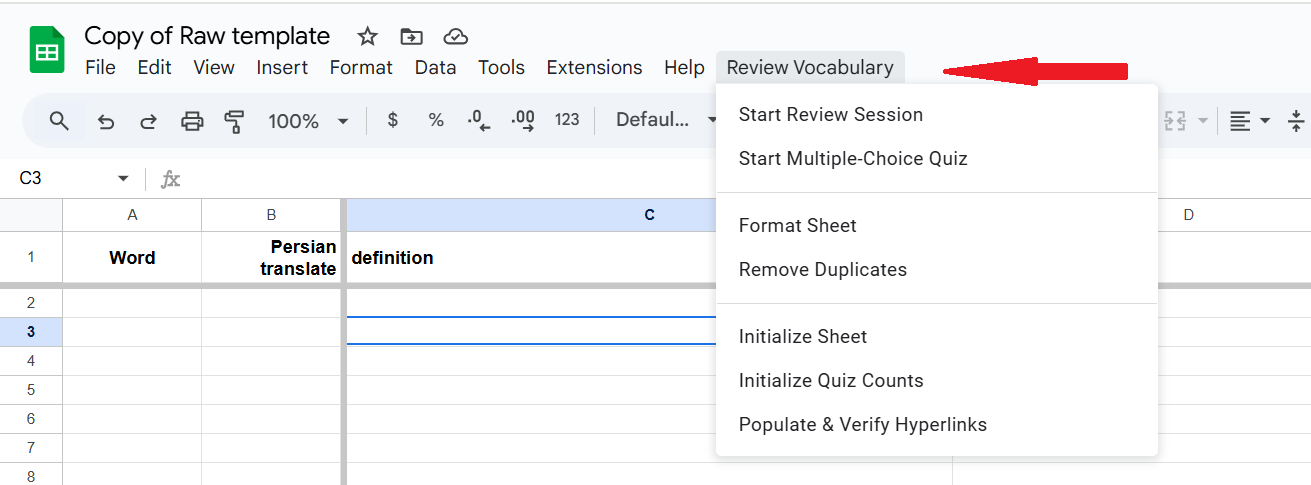 Copy of Raw template
File Edit View Insert Format Data Tools Extensions Help Review Vocabulary
100% $ % .0 .00 123 Defaul...
Start Review Session
Start Multiple-Choice Quiz
Format Sheet
Remove Duplicates
Initialize Sheet
Initialize Quiz Counts
Populate & Verify Hyperlinks
C3 fx
A B C D
1 Word Persian translate definition
2
3
4
5
6
7
8